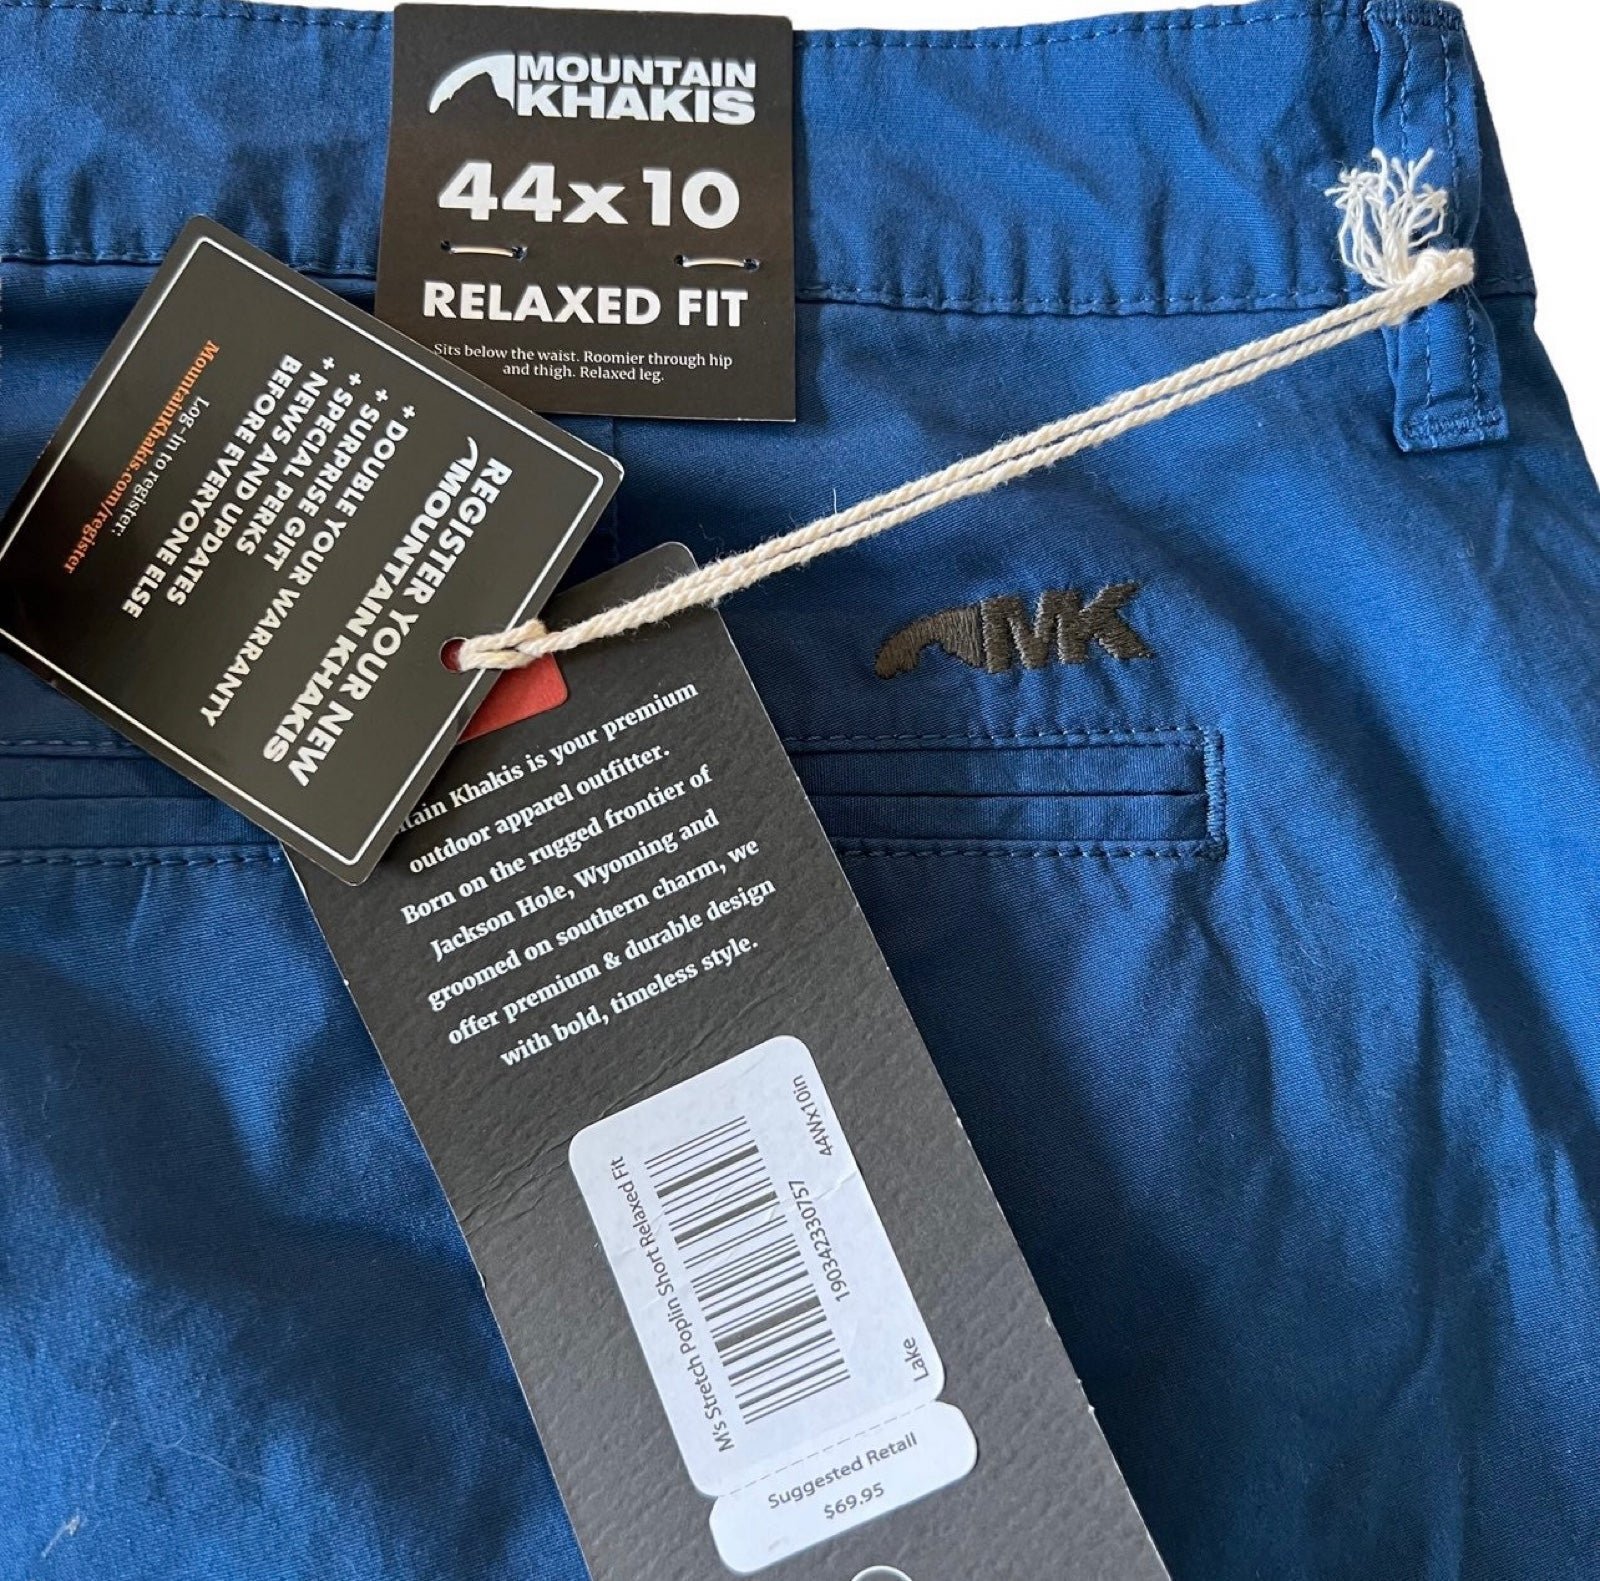 MOUNTAIN
KHAKIS
44x10
RELAXED FIT
Sits below the waist. Roomier through hip
and thigh. Relaxed leg.
REGISTER YOUR NEW
MOUNTAIN KHAKIS
+ DOUBLE YOUR WARRANTY
+ SURPRISE GIFT
+ SPECIAL PERKS
+ NEWS AND UPDATES
BEFORE EVERYONE ELSE
Log-in to register:
MountainKhakis.com/register
MK
Khakis is your premium
outdoor apparel outfitter.
Born on the rugged frontier of
Jackson Hole, Wyoming and
groomed on southern charm, we
offer premium & durable design
with bold, timeless style.
M's Stretch Poplin Short Relaxed Fit
190342330757
44Wx10in
Lake
Suggested Retail
$69.95